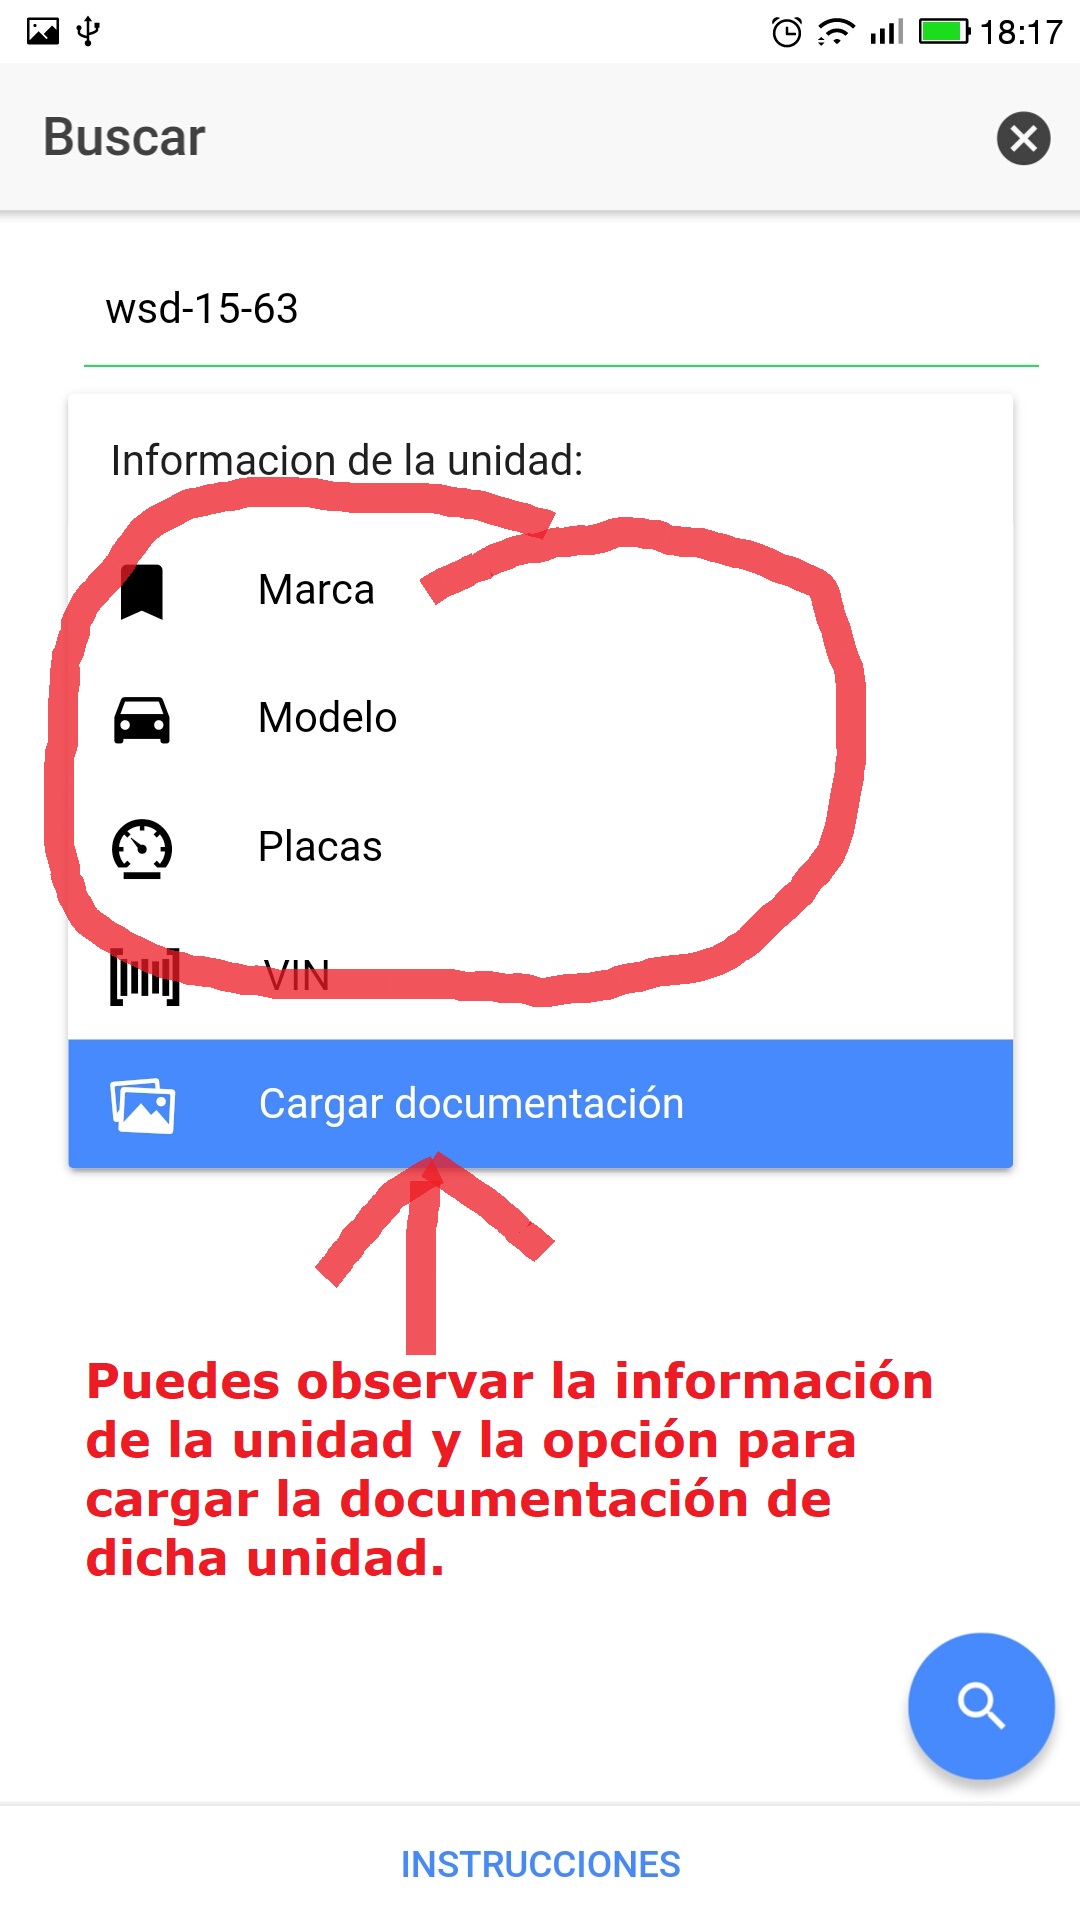 18:17
Buscar
wsd-15-63
Informacion de la unidad:
Marca
Modelo
Placas
VIN
Cargar documentación
Puedes observar la información
de la unidad y la opción para
cargar la documentación de
dicha unidad.
INSTRUCCIONES